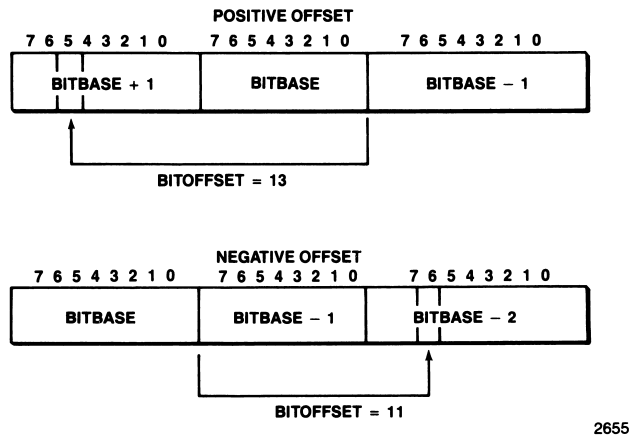 POSITIVE OFFSET
7 6 5 4 3 2 1 0 7 6 5 4 3 2 1 0 7 6 5 4 3 2 1 0
BITBASE + 1 BITBASE BITBASE − 1
BITOFFSET = 13
NEGATIVE OFFSET
7 6 5 4 3 2 1 0 7 6 5 4 3 2 1 0 7 6 5 4 3 2 1 0
BITBASE BITBASE − 1 BITBASE − 2
BITOFFSET = 11
2655